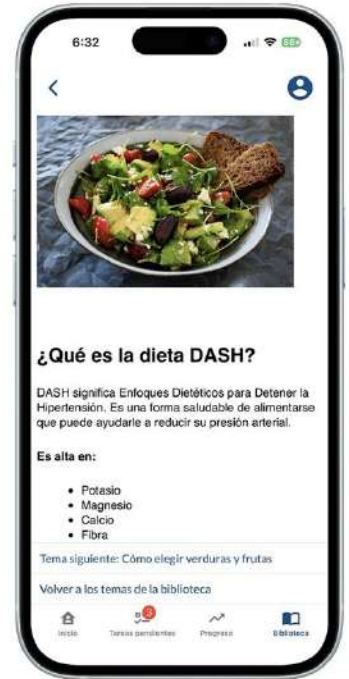 6:32
¿Qué es la dieta DASH?
DASH significa Enfoques Dietéticos para Detener la
Hipertensión. Es una forma saludable de alimentarse
que puede ayudarle a reducir su presión arterial.
Es alta en:
• Potasio
• Magnesio
• Calcio
• Fibra
Tema siguiente: Cómo elegir verduras y frutas
Volver a los temas de la biblioteca
3
Inicio Tareas pendientes Progreso Biblioteca